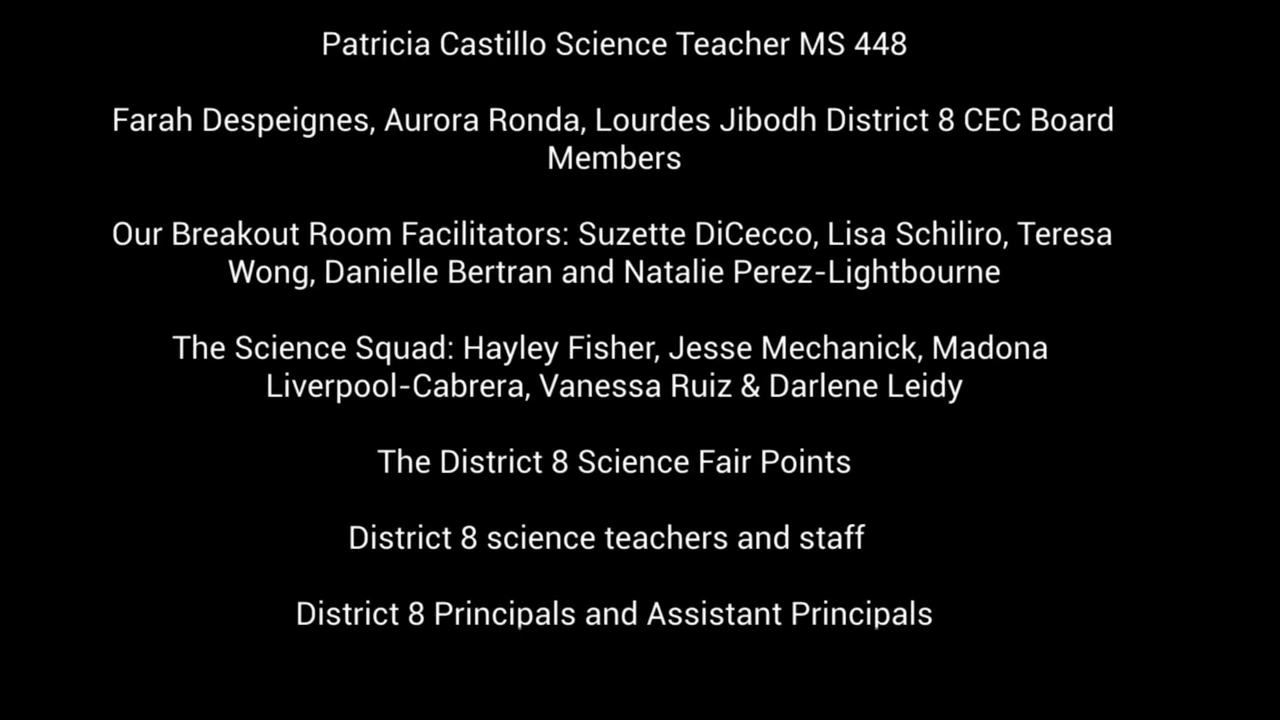 Patricia Castillo Science Teacher MS 448
Farah Despeignes, Aurora Ronda, Lourdes Jibodh District 8 CEC Board
Members
Our Breakout Room Facilitators: Suzette DiCecco, Lisa Schiliro, Teresa
Wong, Danielle Bertran and Natalie Perez-Lightbourne
The Science Squad: Hayley Fisher, Jesse Mechanick, Madona
Liverpool-Cabrera, Vanessa Ruiz & Darlene Leidy
The District 8 Science Fair Points
District 8 science teachers and staff
District 8 Principals and Assistant Principals